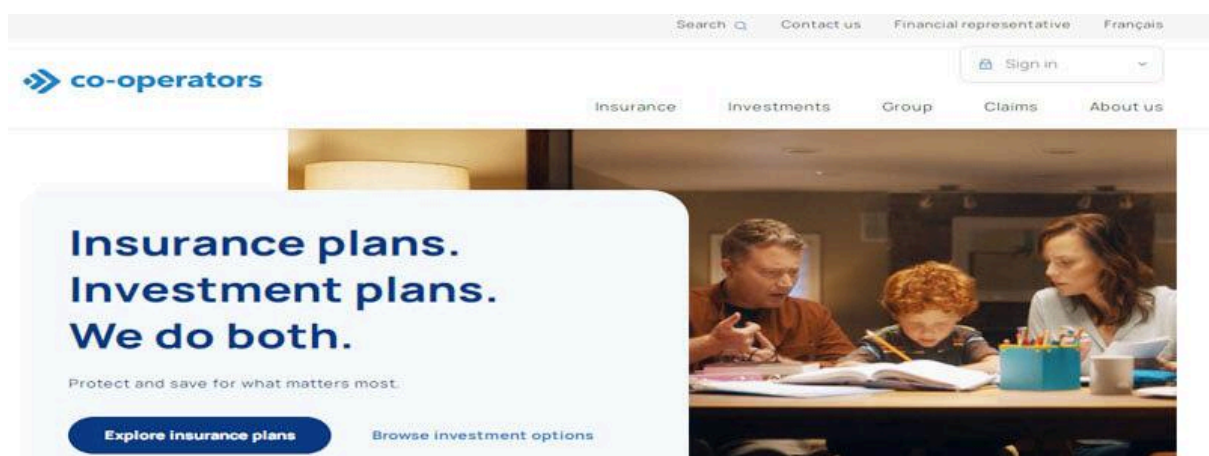 Search Contact us Financial representative Français
Sign in
co-operators
Insurance Investments Group Claims About us
Insurance plans.
Investment plans.
We do both.
Protect and save for what matters most.
Explore insurance plans Browse investment options